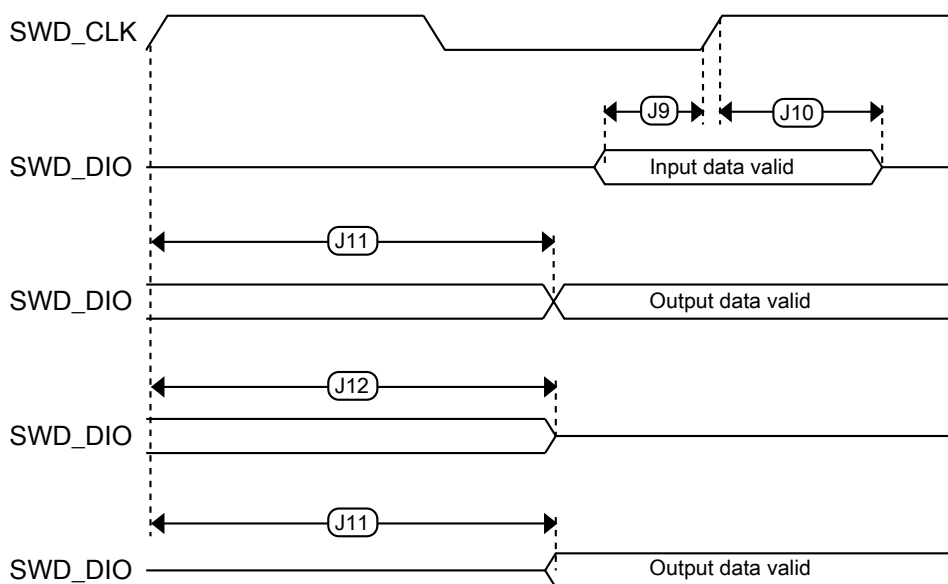 SWD_CLK
J9
J10
SWD_DIO
Input data valid
J11
SWD_DIO
Output data valid
J12
SWD_DIO
J11
SWD_DIO
Output data valid